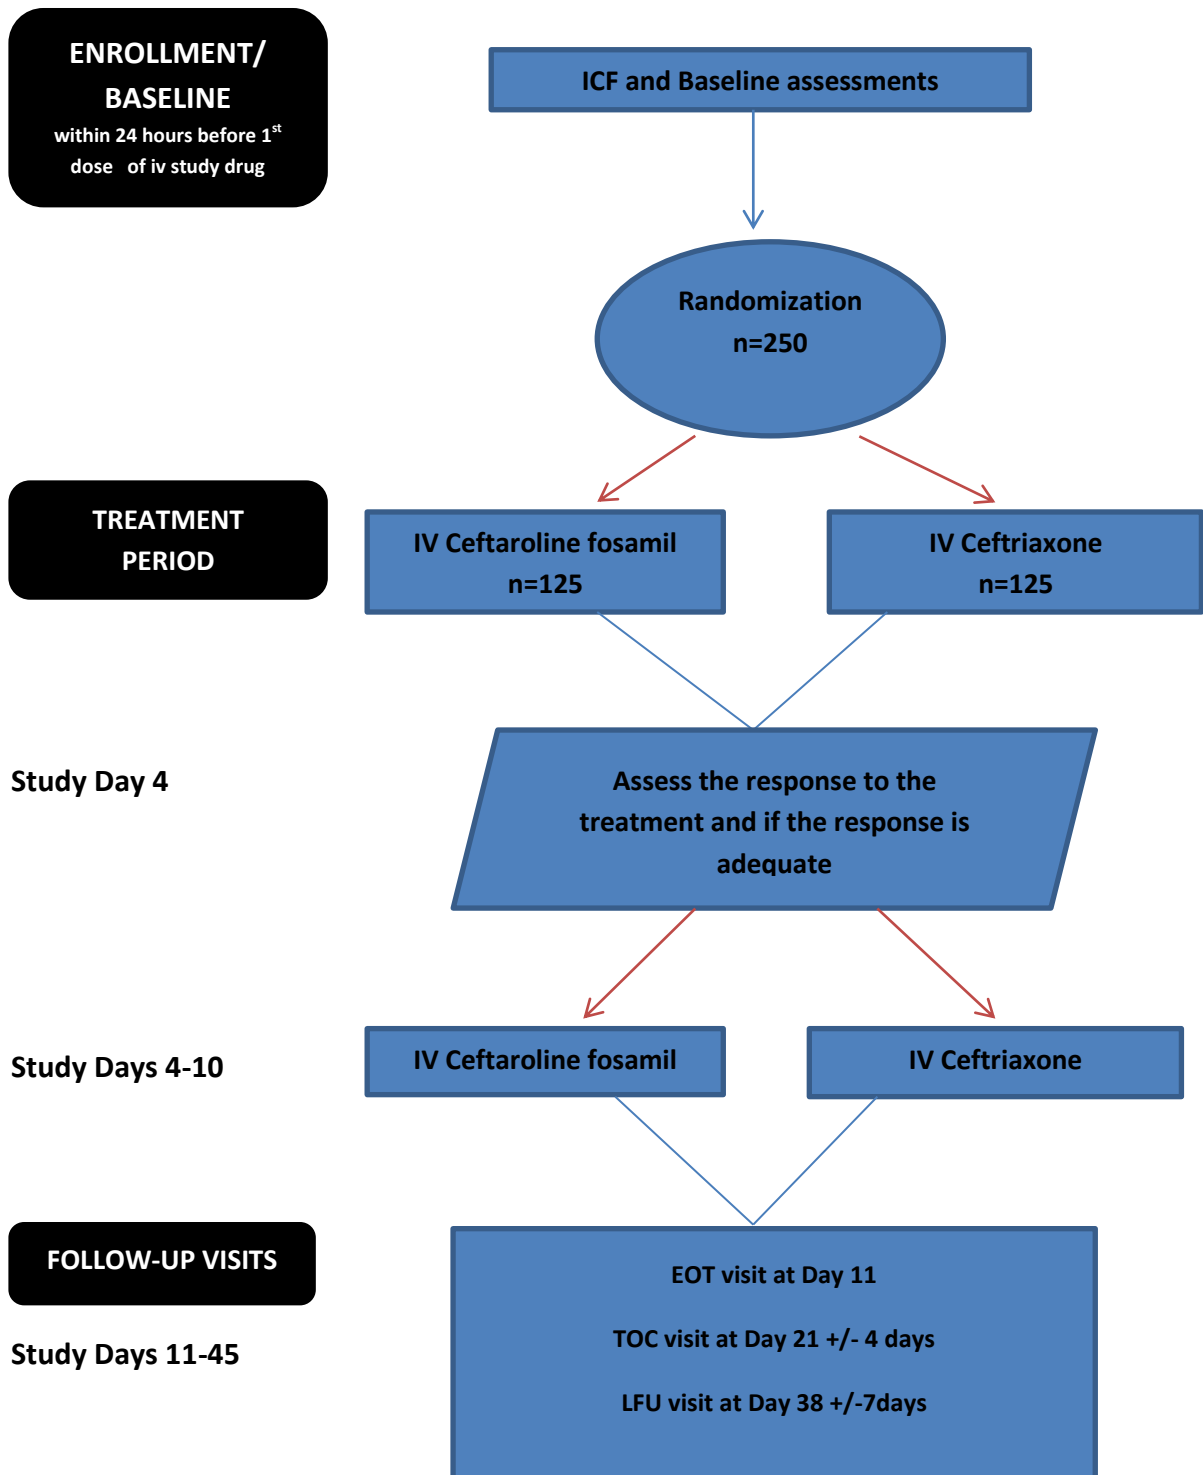 ENROLLMENT/
BASELINE
within 24 hours before 1st
dose of iv study drug
ICF and Baseline assessments
Randomization
n=250
TREATMENT
PERIOD
IV Ceftaroline fosamil
n=125
IV Ceftriaxone
n=125
Study Day 4
Assess the response to the
treatment and if the response is
adequate
Study Days 4-10
IV Ceftaroline fosamil
IV Ceftriaxone
FOLLOW-UP VISITS
Study Days 11-45
EOT visit at Day 11
TOC visit at Day 21 +/- 4 days
LFU visit at Day 38 +/-7days